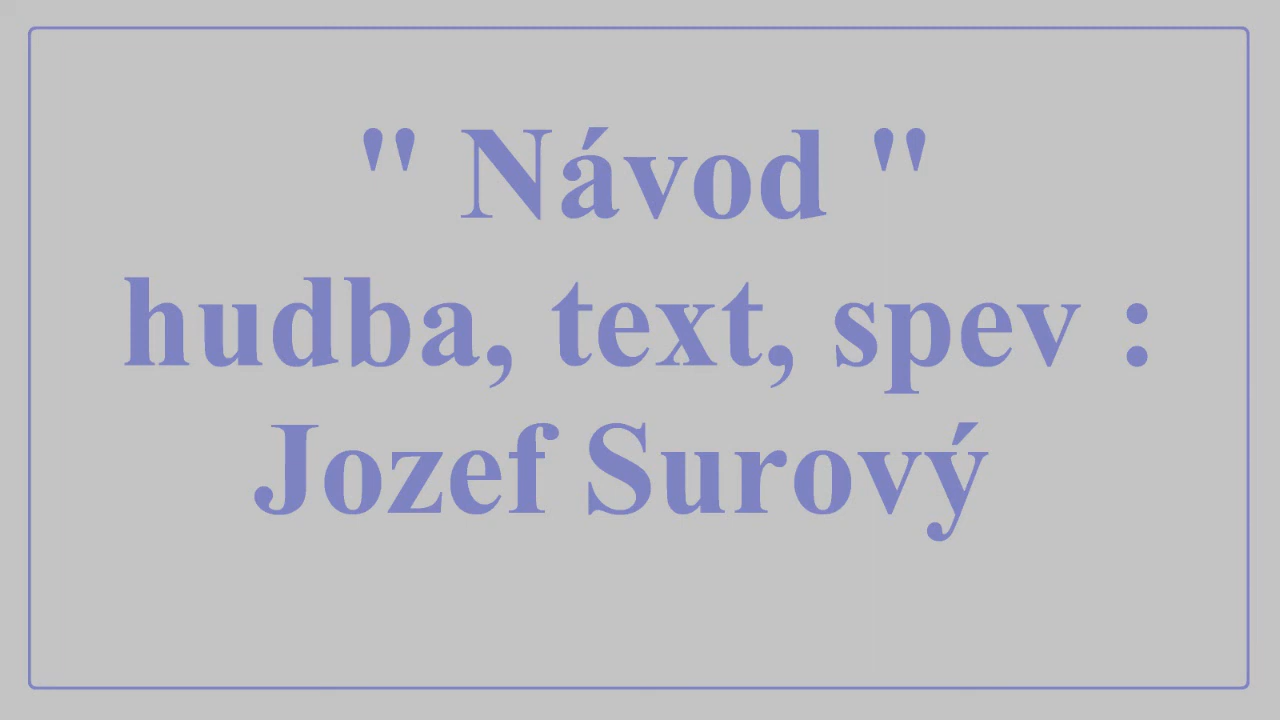 " Návod "
hudba, text, spev :
Jozef Surový